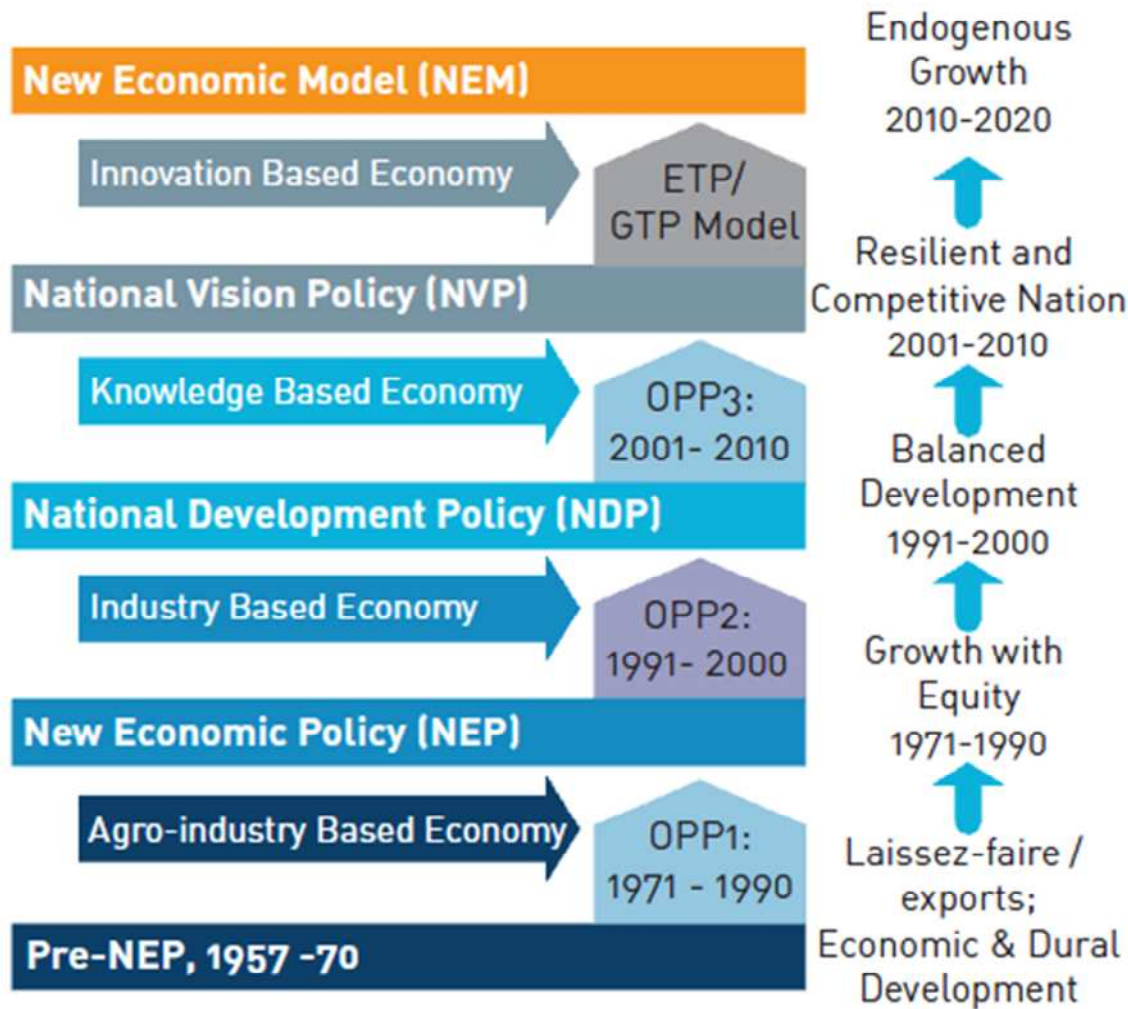 New Economic Model (NEM)
Innovation Based Economy
ETP/
GTP Model
National Vision Policy (NVP)
Knowledge Based Economy
OPP3:
2001- 2010
National Development Policy (NDP)
Industry Based Economy
OPP2:
1991- 2000
New Economic Policy (NEP)
Agro-industry Based Economy
OPP1:
1971 - 1990
Pre-NEP, 1957 -70
Endogenous
Growth
2010-2020
Resilient and
Competitive Nation
2001-2010
Balanced
Development
1991-2000
Growth with
Equity
1971-1990
Laissez-faire /
exports;
Economic & Dural
Development